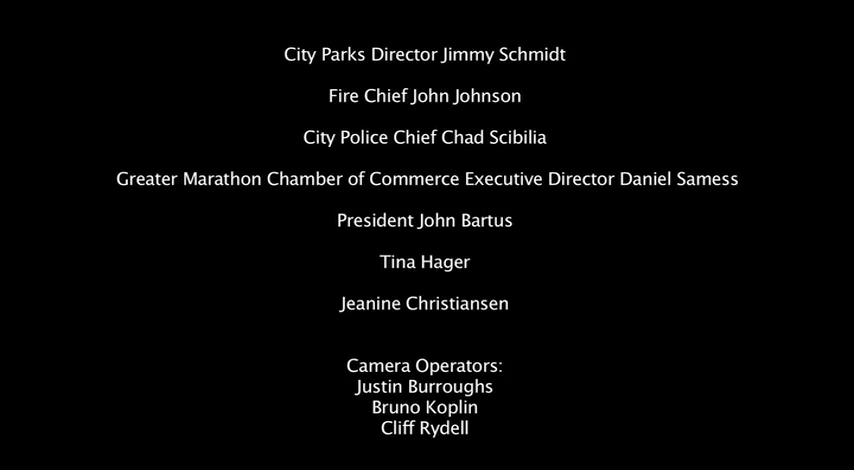 City Parks Director Jimmy Schmidt
Fire Chief John Johnson
City Police Chief Chad Scibilia
Greater Marathon Chamber of Commerce Executive Director Daniel Samess
President John Bartus
Tina Hager
Jeanine Christiansen
Camera Operators:
Justin Burroughs
Bruno Koplin
Cliff Rydell